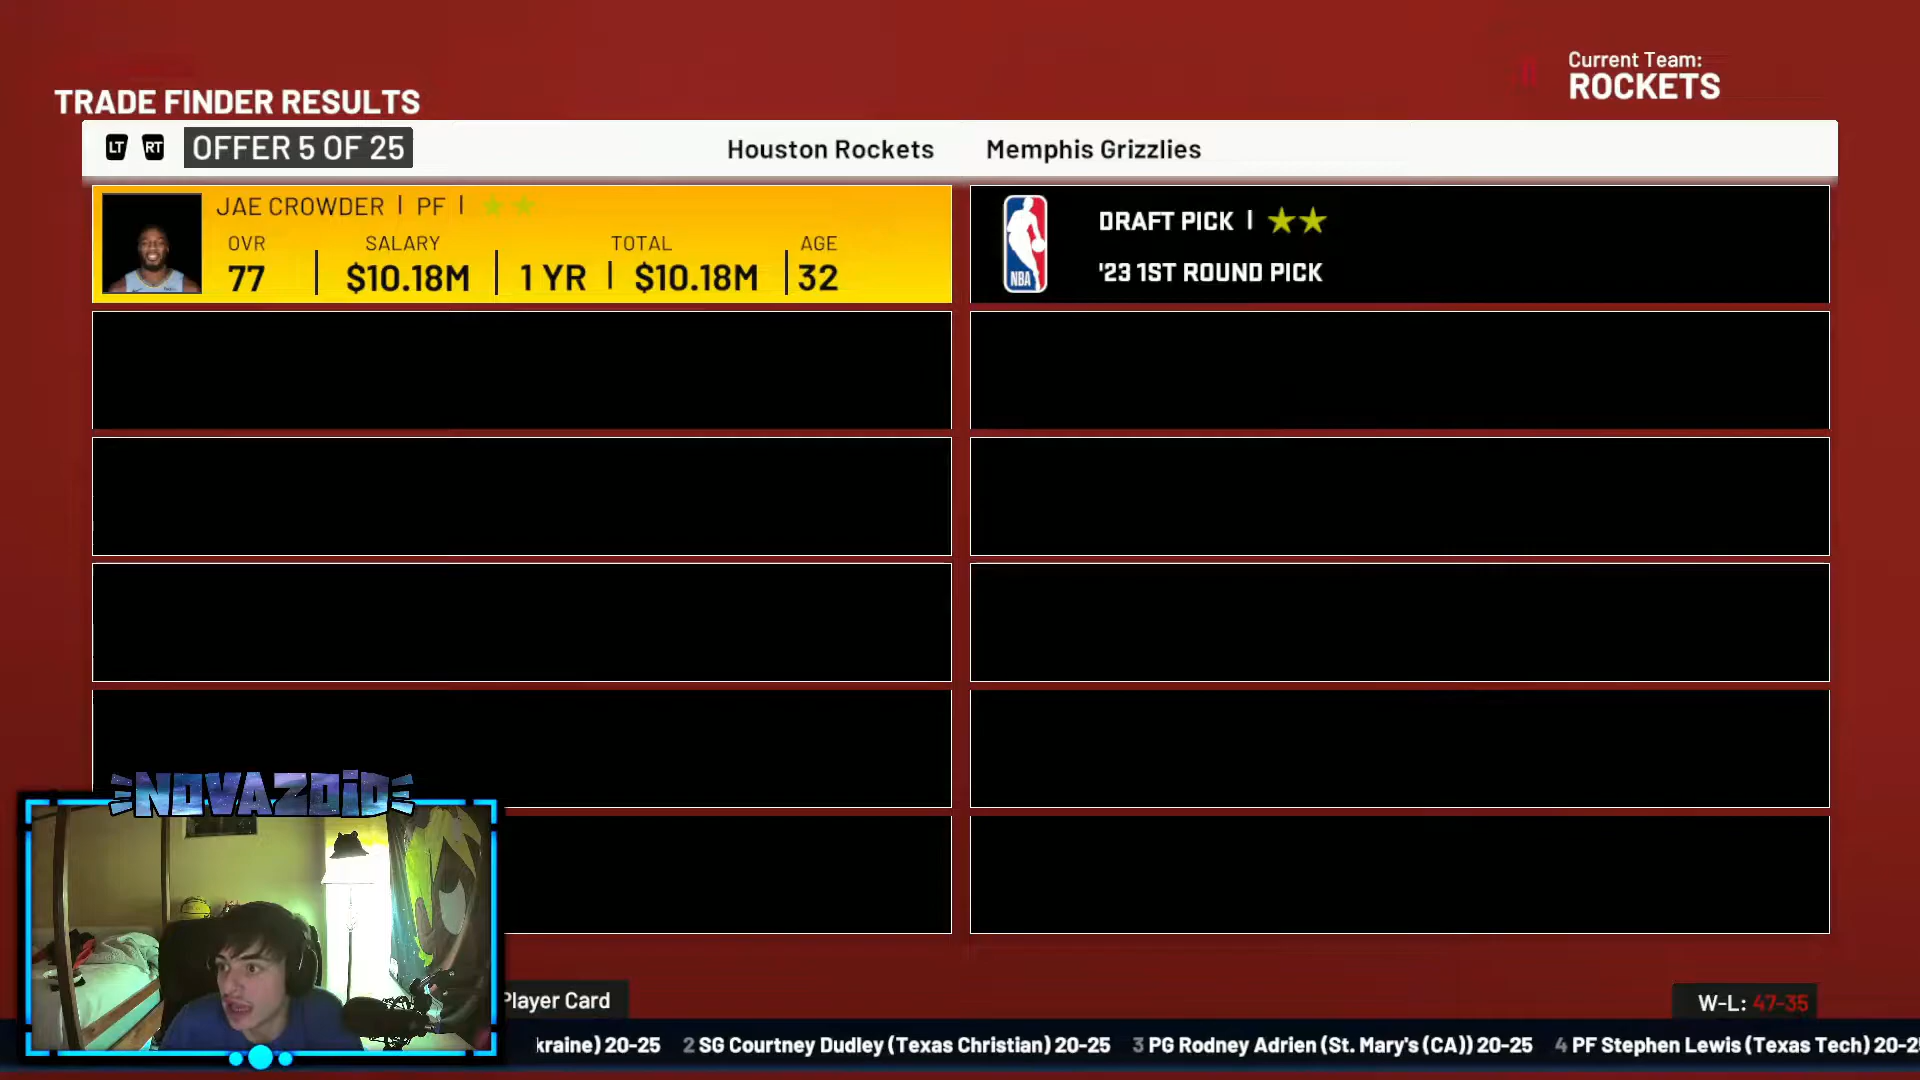 Current Team:
ROCKETS
TRADE FINDER RESULTS
LT RT OFFER 5 OF 25 Houston Rockets Memphis Grizzlies
JAE CROWDER | PF |
OVR SALARY TOTAL AGE
77 | $10.18M | 1 YR | $10.18M | 32
DRAFT PICK |
'23 1ST ROUND PICK
NBA
NOVAZOID
Player Card
W-L: 47-35
kraine) 20-25 2 SG Courtney Dudley (Texas Christian) 20-25 3 PG Rodney Adrien (St. Mary's (CA)) 20-25 4 PF Stephen Lewis (Texas Tech) 20-25